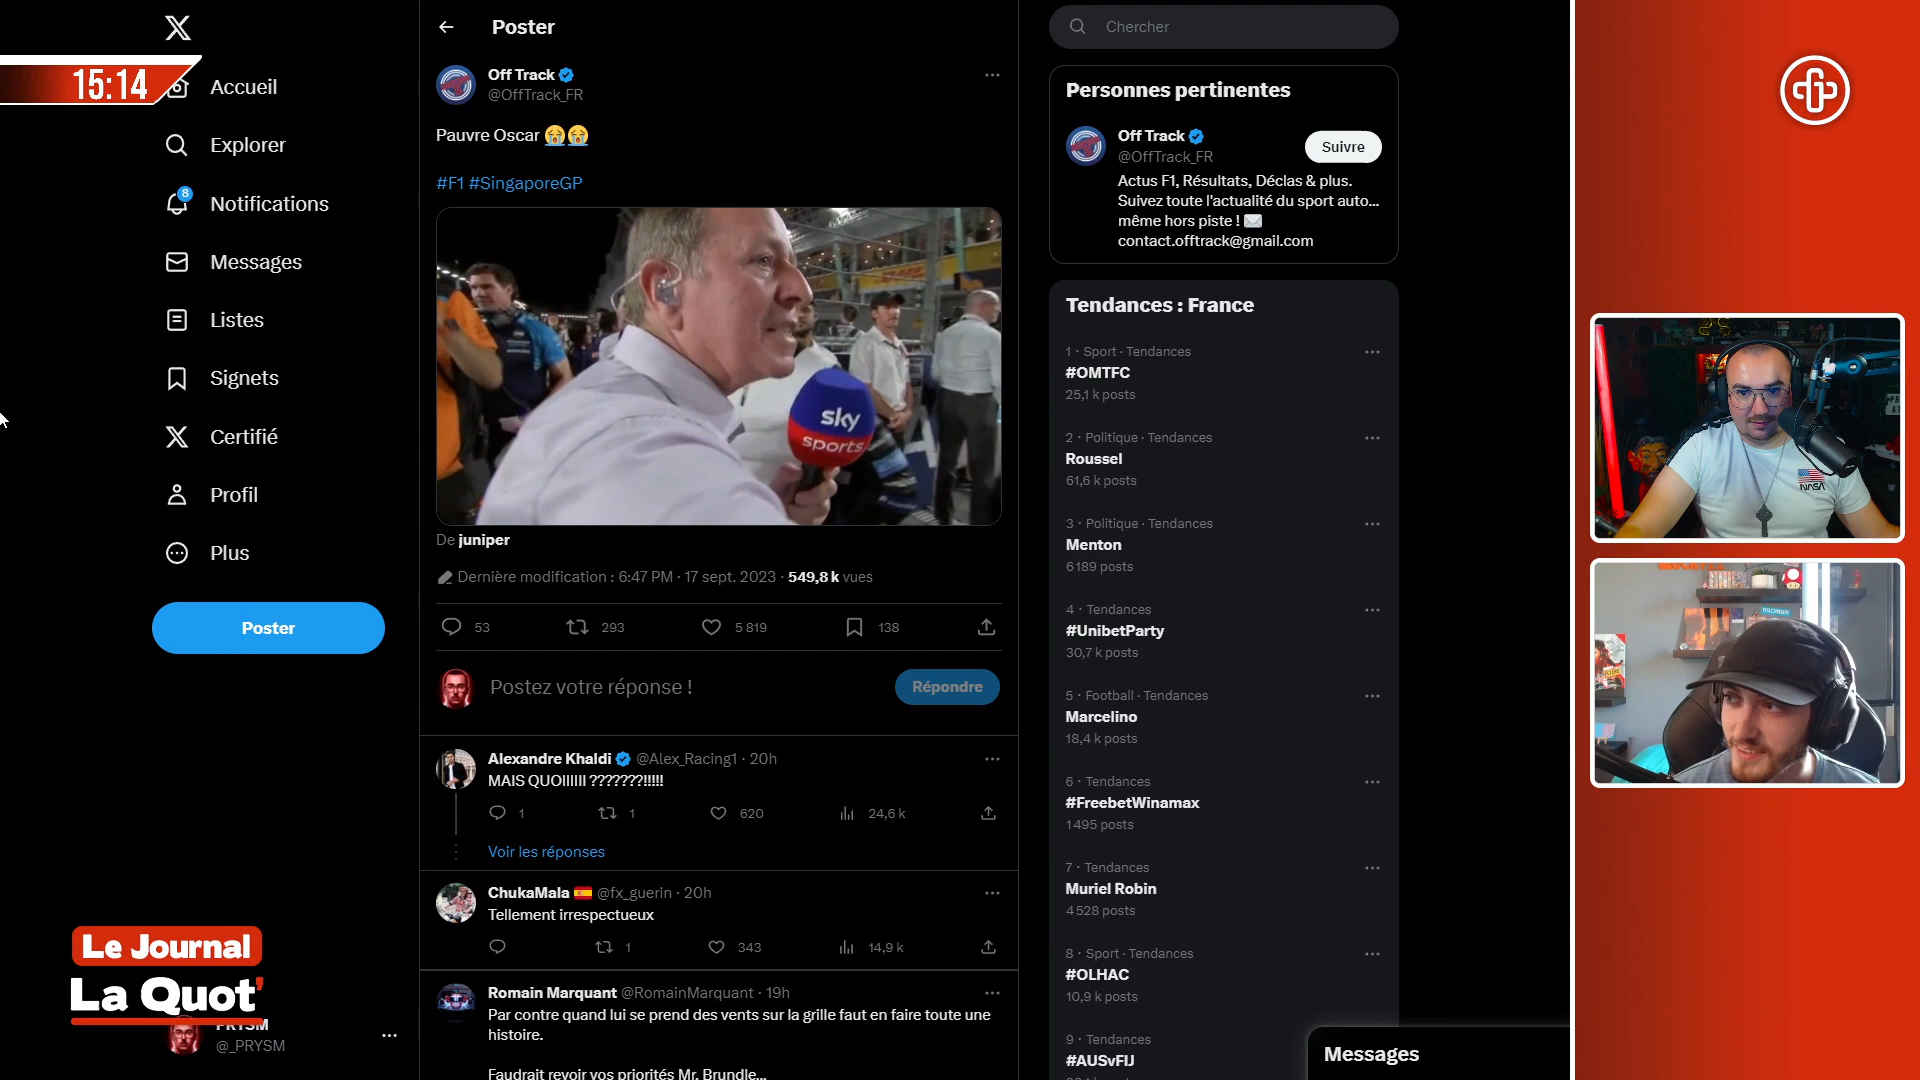 15:14
Accueil
Explorer
8
Notifications
Messages
Listes
Signets
Certifié
Profil
Plus
Poster
Le Journal
La Quot'
PRYSM
@_PRYSM
Poster
Off Track
@OffTrack_FR
Pauvre Oscar 😭😭
#F1 #SingaporeGP
sky
sports
De juniper
Dernière modification : 6:47 PM · 17 sept. 2023 · 549,8 k vues
53 293 5 819 138
Postez votre réponse !
Répondre
Alexandre Khaldi @Alex_Racing1 · 20h
MAIS QUOIIIIII ???????!!!!!
1 1 620 24,6 k
Voir les réponses
ChukaMala 🇪🇸 @fx_guerin · 20h
Tellement irrespectueux
1 343 14,9 k
Romain Marquant @RomainMarquant · 19h
Par contre quand lui se prend des vents sur la grille faut en faire toute une
histoire.
Faudrait revoir vos priorités Mr. Brundle...
Chercher
Personnes pertinentes
Off Track
@OffTrack_FR
Suivre
Actus F1, Résultats, Déclas & plus.
Suivez toute l'actualité du sport auto...
même hors piste ! ✉️
contact.offtrack@gmail.com
Tendances : France
1 · Sport · Tendances
#OMTFC
25,1 k posts
2 · Politique · Tendances
Roussel
61,6 k posts
3 · Politique · Tendances
Menton
6 189 posts
4 · Tendances
#UnibetParty
30,7 k posts
5 · Football · Tendances
Marcelino
18,4 k posts
6 · Tendances
#FreebetWinamax
1 495 posts
7 · Tendances
Muriel Robin
4 528 posts
8 · Sport · Tendances
#OLHAC
10,9 k posts
9 · Tendances
#AUSvFIJ
Messages
NASA